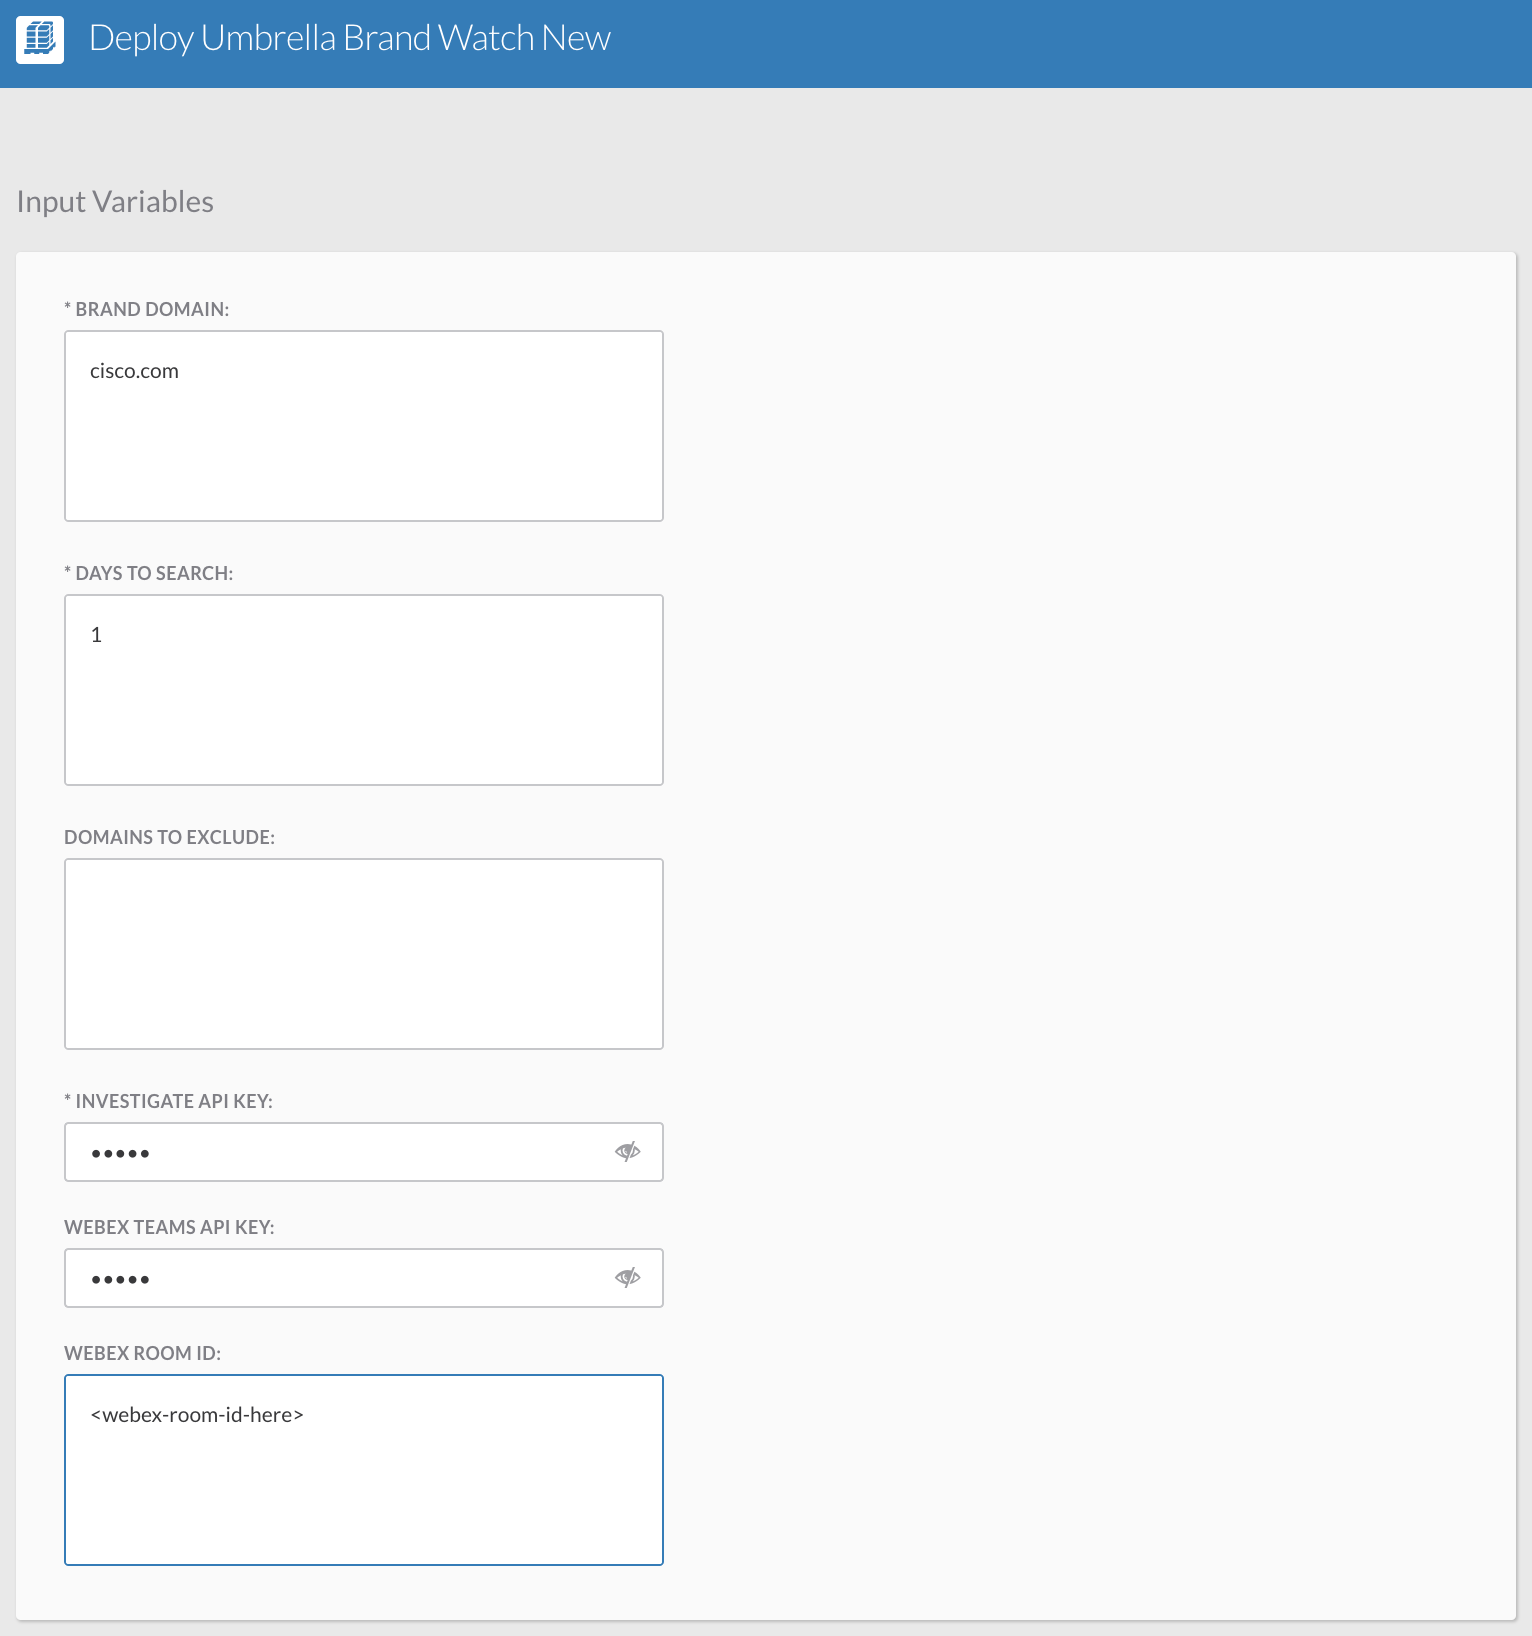 Deploy Umbrella Brand Watch New
Input Variables
* BRAND DOMAIN:
cisco.com
* DAYS TO SEARCH:
1
DOMAINS TO EXCLUDE:
* INVESTIGATE API KEY:
•••••
WEBEX TEAMS API KEY:
•••••
WEBEX ROOM ID:
<webex-room-id-here>